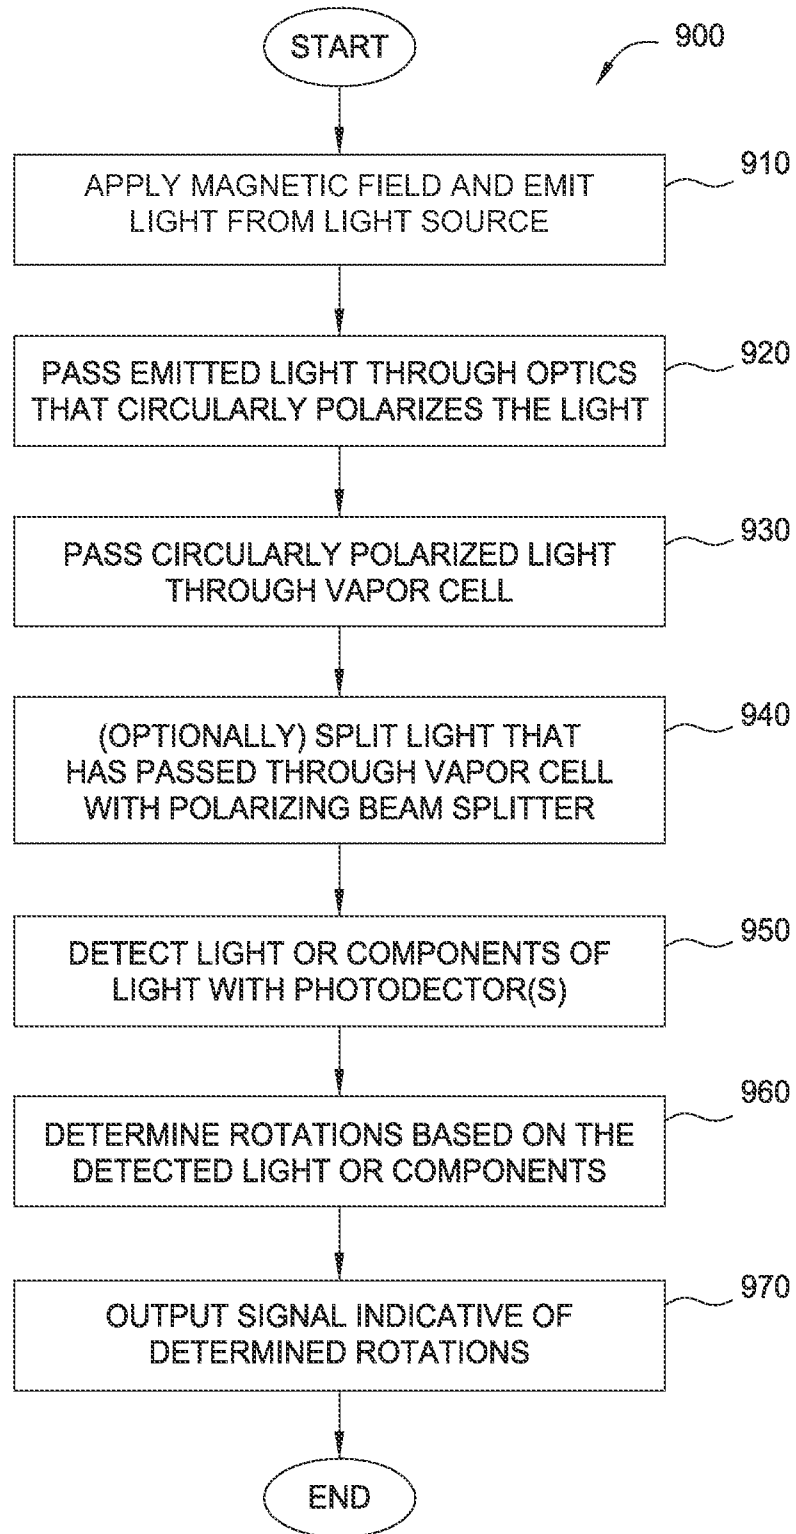 START
900
APPLY MAGNETIC FIELD AND EMIT
LIGHT FROM LIGHT SOURCE
910
PASS EMITTED LIGHT THROUGH OPTICS
THAT CIRCULARLY POLARIZES THE LIGHT
920
PASS CIRCULARLY POLARIZED LIGHT
THROUGH VAPOR CELL
930
(OPTIONALLY) SPLIT LIGHT THAT
HAS PASSED THROUGH VAPOR CELL
WITH POLARIZING BEAM SPLITTER
940
DETECT LIGHT OR COMPONENTS OF
LIGHT WITH PHOTODECTOR(S)
950
DETERMINE ROTATIONS BASED ON THE
DETECTED LIGHT OR COMPONENTS
960
OUTPUT SIGNAL INDICATIVE OF
DETERMINED ROTATIONS
970
END